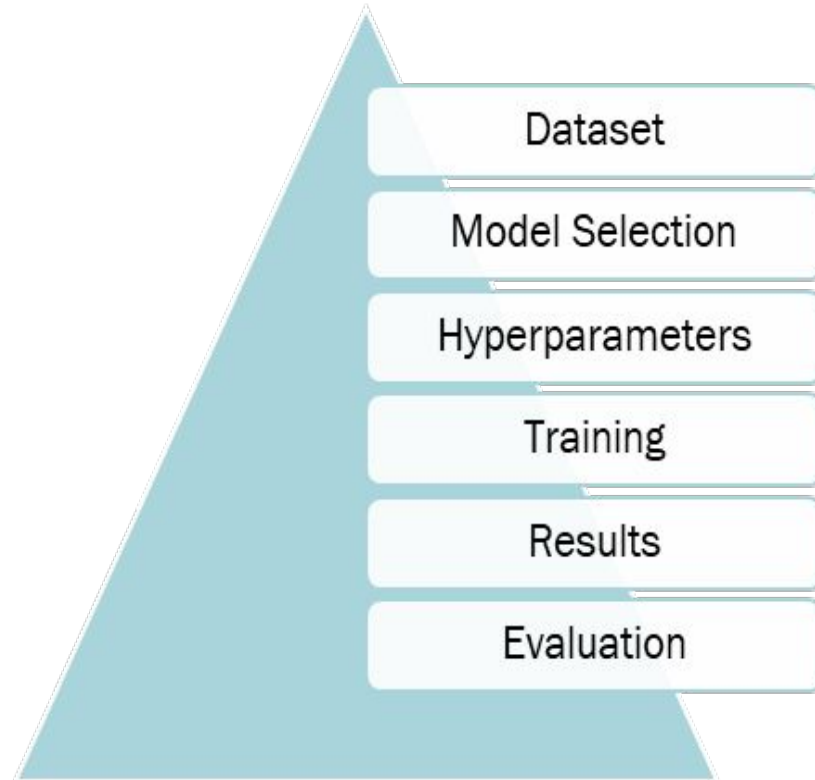 Dataset
Model Selection
Hyperparameters
Training
Results
Evaluation